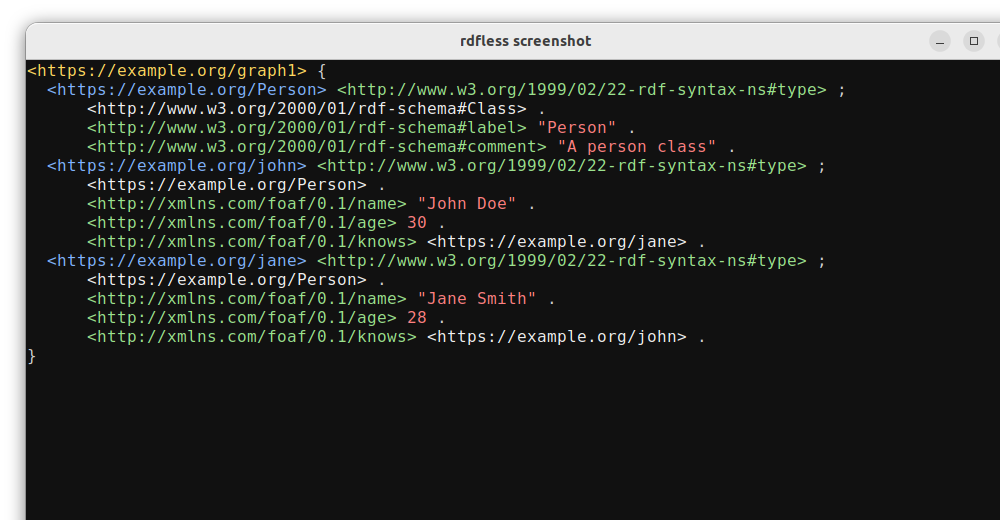 rdfless screenshot
<https://example.org/graph1> {
  <https://example.org/Person> <http://www.w3.org/1999/02/22-rdf-syntax-ns#type> ;
      <http://www.w3.org/2000/01/rdf-schema#Class> .
      <http://www.w3.org/2000/01/rdf-schema#label> "Person" .
      <http://www.w3.org/2000/01/rdf-schema#comment> "A person class" .
  <https://example.org/john> <http://www.w3.org/1999/02/22-rdf-syntax-ns#type> ;
      <https://example.org/Person> .
      <http://xmlns.com/foaf/0.1/name> "John Doe" .
      <http://xmlns.com/foaf/0.1/age> 30 .
      <http://xmlns.com/foaf/0.1/knows> <https://example.org/jane> .
  <https://example.org/jane> <http://www.w3.org/1999/02/22-rdf-syntax-ns#type> ;
      <https://example.org/Person> .
      <http://xmlns.com/foaf/0.1/name> "Jane Smith" .
      <http://xmlns.com/foaf/0.1/age> 28 .
      <http://xmlns.com/foaf/0.1/knows> <https://example.org/john> .
}